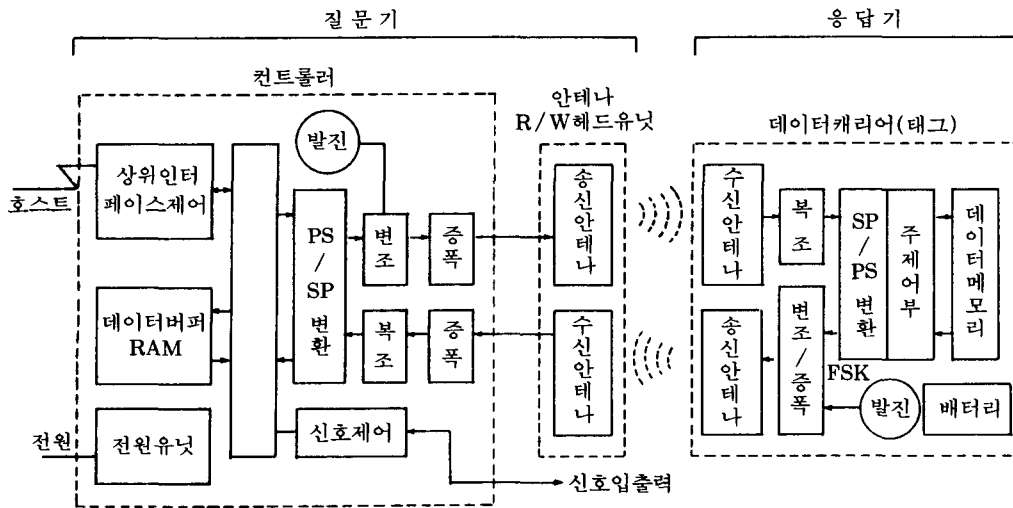 질 문 기
응 답 기
컨트롤러
안테나
R/W헤드유닛
데이터캐리어(태그)
발진
상위인터
페이스제어
호스트
PS
/
SP
변환
변조
증폭
송신안테나
수신안테나
복조
SP
/
PS
변환
주제어부
데이터메모리
데이터버퍼
RAM
복조
증폭
수신안테나
송신안테나
변조/증폭
FSK
발진
배터리
전원
전원유닛
신호제어
신호입출력